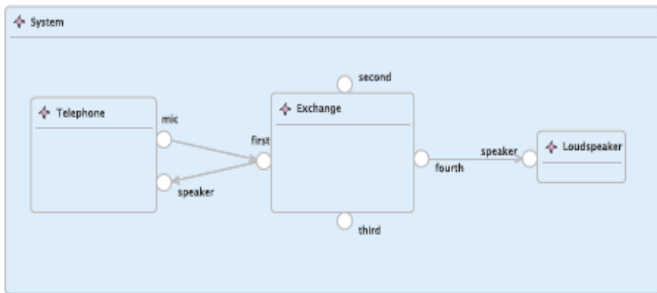 System
second
Telephone
mic
Exchange
first
speaker
Loudspeaker
fourth
speaker
third